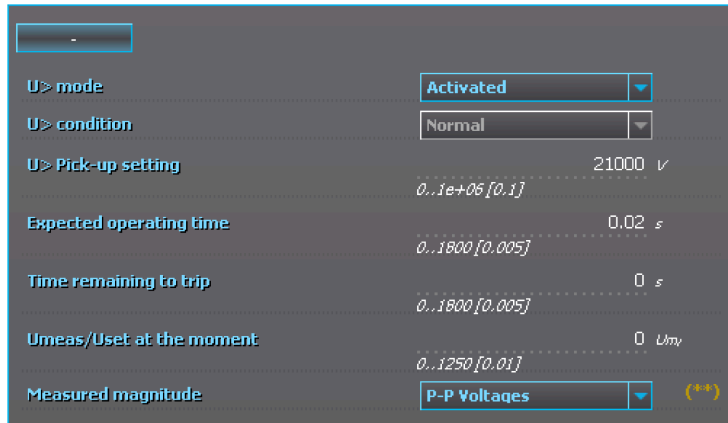 -
U> mode Activated
U> condition Normal
U> Pick-up setting 21000 V
0..1e+06 [0.1]
Expected operating time 0.02 s
0..1800 [0.005]
Time remaining to trip 0 s
0..1800 [0.005]
Umeas/Uset at the moment 0
0..1250 [0.01]
Measured magnitude P-P Voltages (**)